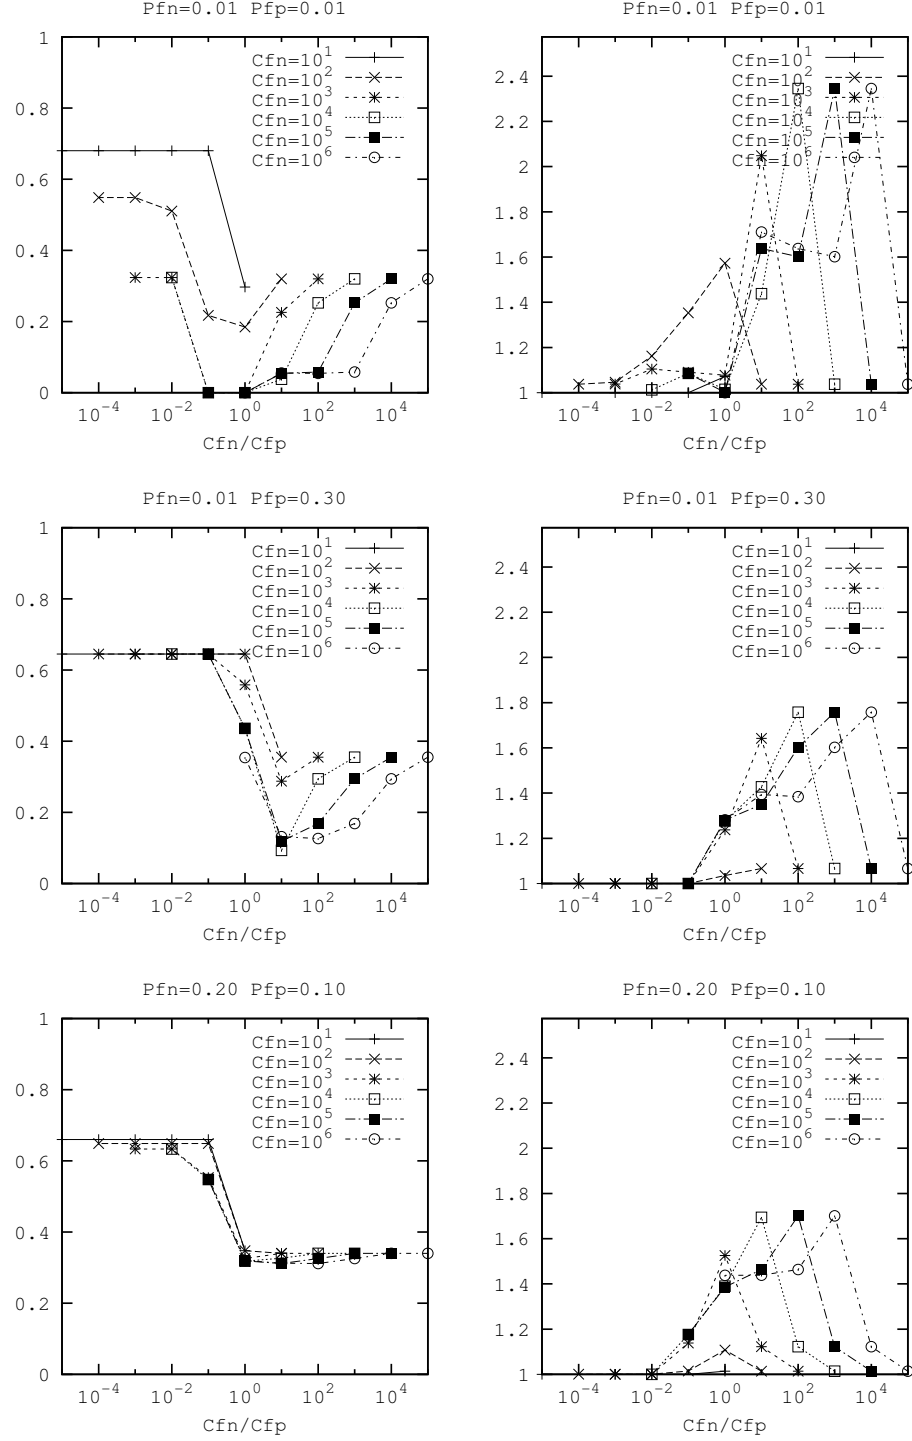 Pfn=0.01 Pfp=0.01
1
0.8
0.6
0.4
0.2
0
Cfn=10^1
Cfn=10^2
Cfn=10^3
Cfn=10^4
Cfn=10^5
Cfn=10^6
10^-4 10^-2 10^0 10^2 10^4
Cfn/Cfp
Pfn=0.01 Pfp=0.01
2.4
2.2
2
1.8
1.6
1.4
1.2
1
Cfn=10^1
Cfn=10^2
Cfn=10^3
Cfn=10^4
Cfn=10^5
Cfn=10^6
10^-4 10^-2 10^0 10^2 10^4
Cfn/Cfp
Pfn=0.01 Pfp=0.30
1
0.8
0.6
0.4
0.2
0
Cfn=10^1
Cfn=10^2
Cfn=10^3
Cfn=10^4
Cfn=10^5
Cfn=10^6
10^-4 10^-2 10^0 10^2 10^4
Cfn/Cfp
Pfn=0.01 Pfp=0.30
2.4
2.2
2
1.8
1.6
1.4
1.2
1
Cfn=10^1
Cfn=10^2
Cfn=10^3
Cfn=10^4
Cfn=10^5
Cfn=10^6
10^-4 10^-2 10^0 10^2 10^4
Cfn/Cfp
Pfn=0.20 Pfp=0.10
1
0.8
0.6
0.4
0.2
0
Cfn=10^1
Cfn=10^2
Cfn=10^3
Cfn=10^4
Cfn=10^5
Cfn=10^6
10^-4 10^-2 10^0 10^2 10^4
Cfn/Cfp
Pfn=0.20 Pfp=0.10
2.4
2.2
2
1.8
1.6
1.4
1.2
1
Cfn=10^1
Cfn=10^2
Cfn=10^3
Cfn=10^4
Cfn=10^5
Cfn=10^6
10^-4 10^-2 10^0 10^2 10^4
Cfn/Cfp